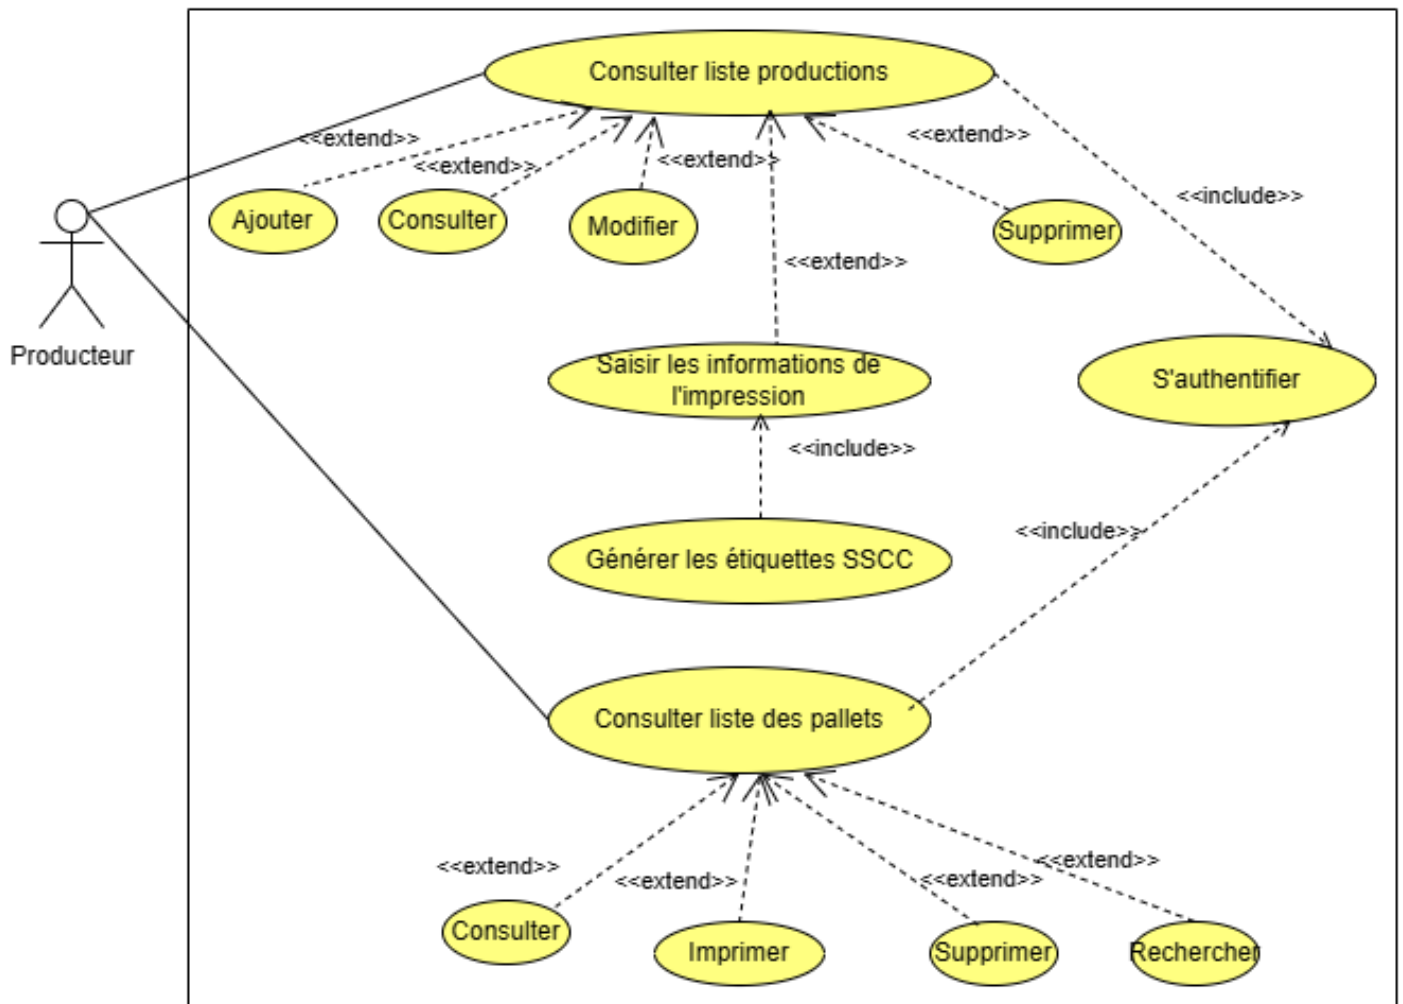 Consulter liste productions
<<extend>>
<<extend>>
<<extend>>
<<extend>>
<<include>>
Ajouter
Consulter
Modifier
Supprimer
<<extend>>
Producteur
Saisir les informations de
l'impression
S'authentifier
<<include>>
<<include>>
Générer les étiquettes SSCC
Consulter liste des pallets
<<extend>>
<<extend>>
<<extend>>
<<extend>>
Consulter
Imprimer
Supprimer
Rechercher